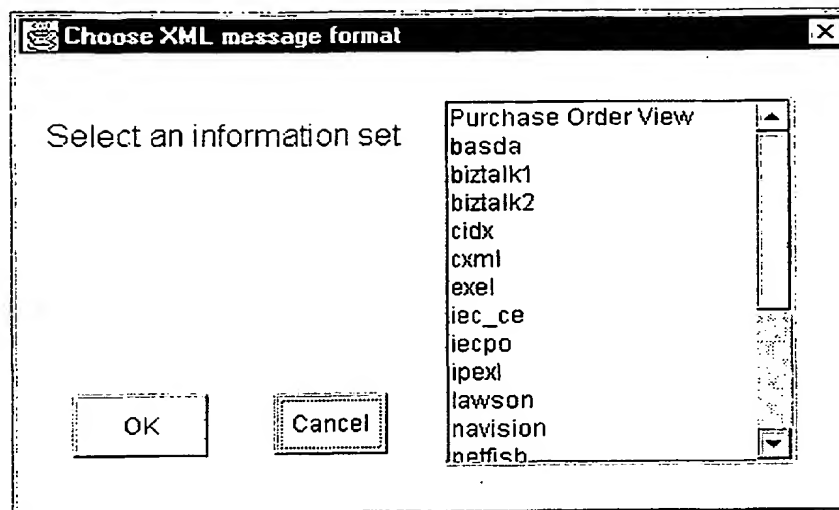 Choose XML message format
Select an information set
Purchase Order View
basda
biztalk1
biztalk2
cidx
cxml
exel
iec_ce
iecpo
ipexl
lawson
navision
netfish
OK
Cancel